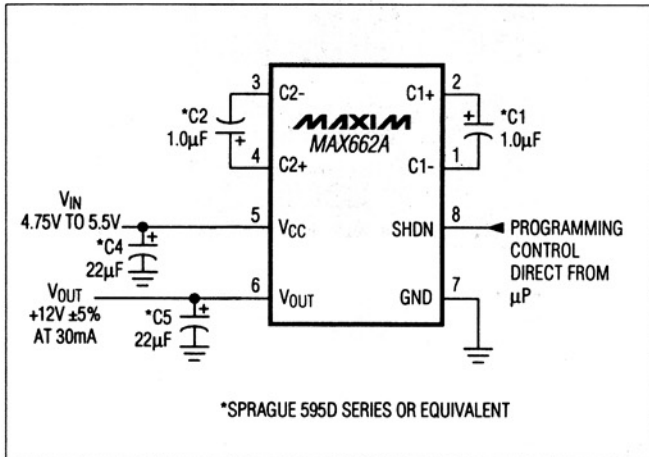 3 C2- C1+ 2
*C2 1.0µF +
MAXIM
MAX662A
+ *C1 1.0µF
4 C2+ C1- 1
VIN
4.75V TO 5.5V
5 VCC
SHDN 8
PROGRAMMING
CONTROL
DIRECT FROM
µP
+
*C4
22µF
VOUT
+12V ±5%
AT 30mA
6 VOUT
GND 7
+
*C5
22µF
*SPRAGUE 595D SERIES OR EQUIVALENT